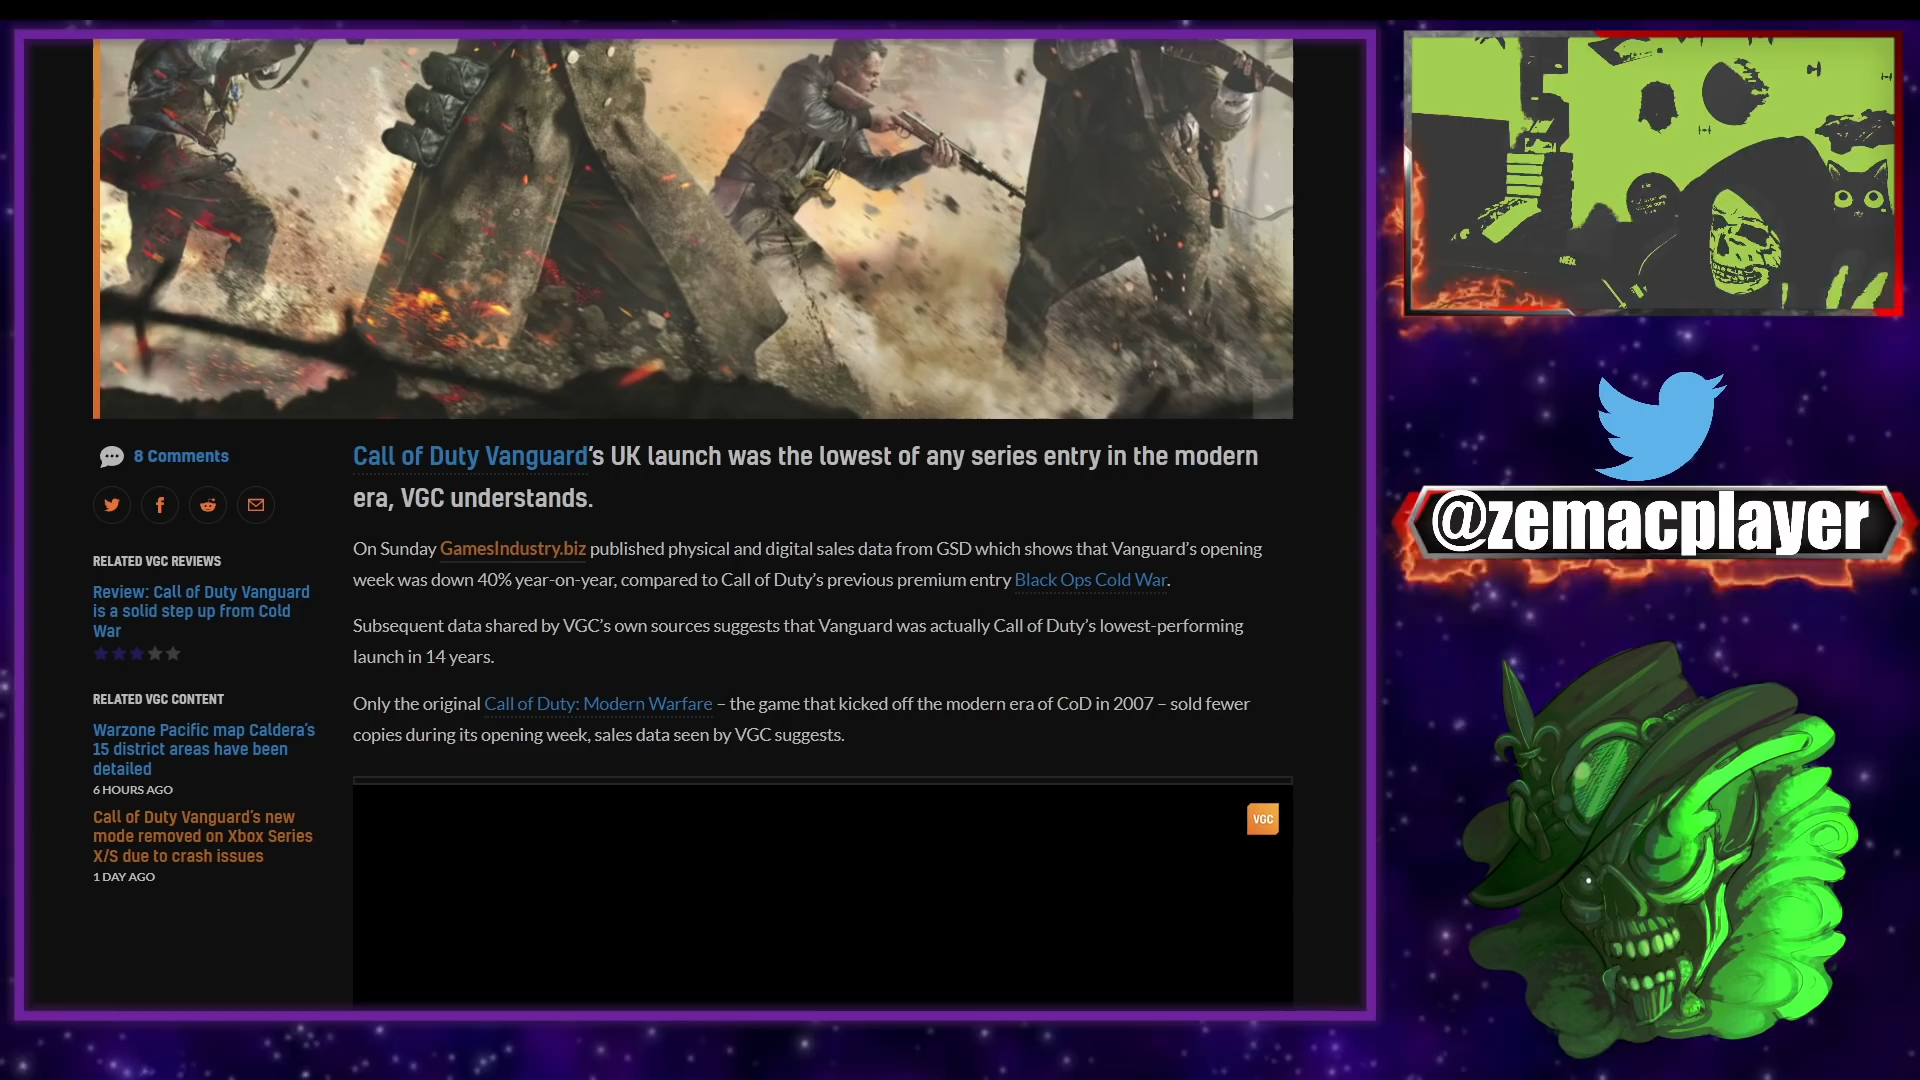 8 Comments
RELATED VGC REVIEWS
Review: Call of Duty Vanguard
is a solid step up from Cold
War
RELATED VGC CONTENT
Warzone Pacific map Caldera's
15 district areas have been
detailed
6 HOURS AGO
Call of Duty Vanguard's new
mode removed on Xbox Series
X/S due to crash issues
1 DAY AGO
Call of Duty Vanguard's UK launch was the lowest of any series entry in the modern
era, VGC understands.
On Sunday GamesIndustry.biz published physical and digital sales data from GSD which shows that Vanguard's opening
week was down 40% year-on-year, compared to Call of Duty's previous premium entry Black Ops Cold War.
Subsequent data shared by VGC's own sources suggests that Vanguard was actually Call of Duty's lowest-performing
launch in 14 years.
Only the original Call of Duty: Modern Warfare – the game that kicked off the modern era of CoD in 2007 – sold fewer
copies during its opening week, sales data seen by VGC suggests.
VGC
@zemacplayer